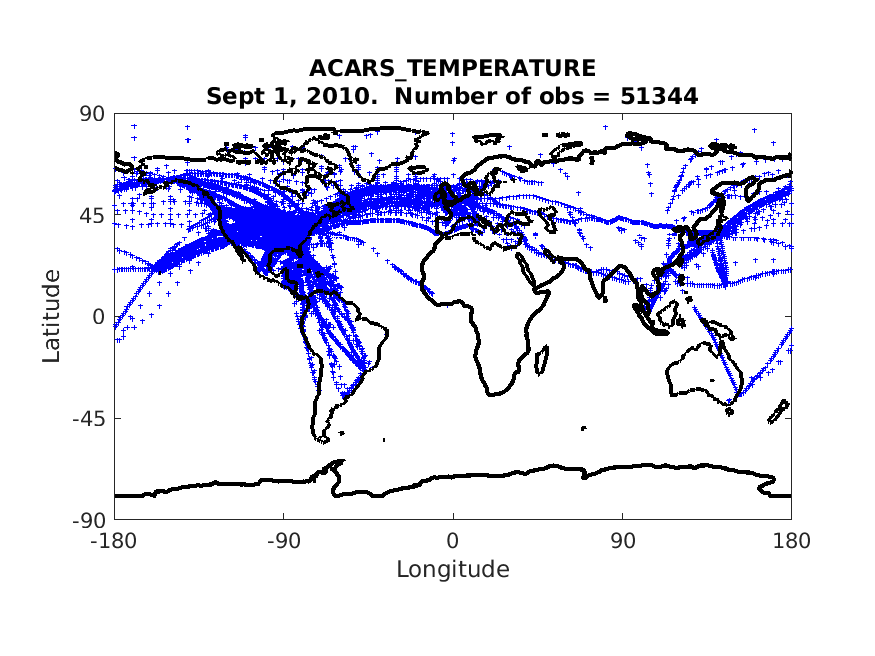 ACARS_TEMPERATURE
Sept 1, 2010.  Number of obs = 51344
90
45
0
-45
-90
Latitude
-180
-90
0
90
180
Longitude